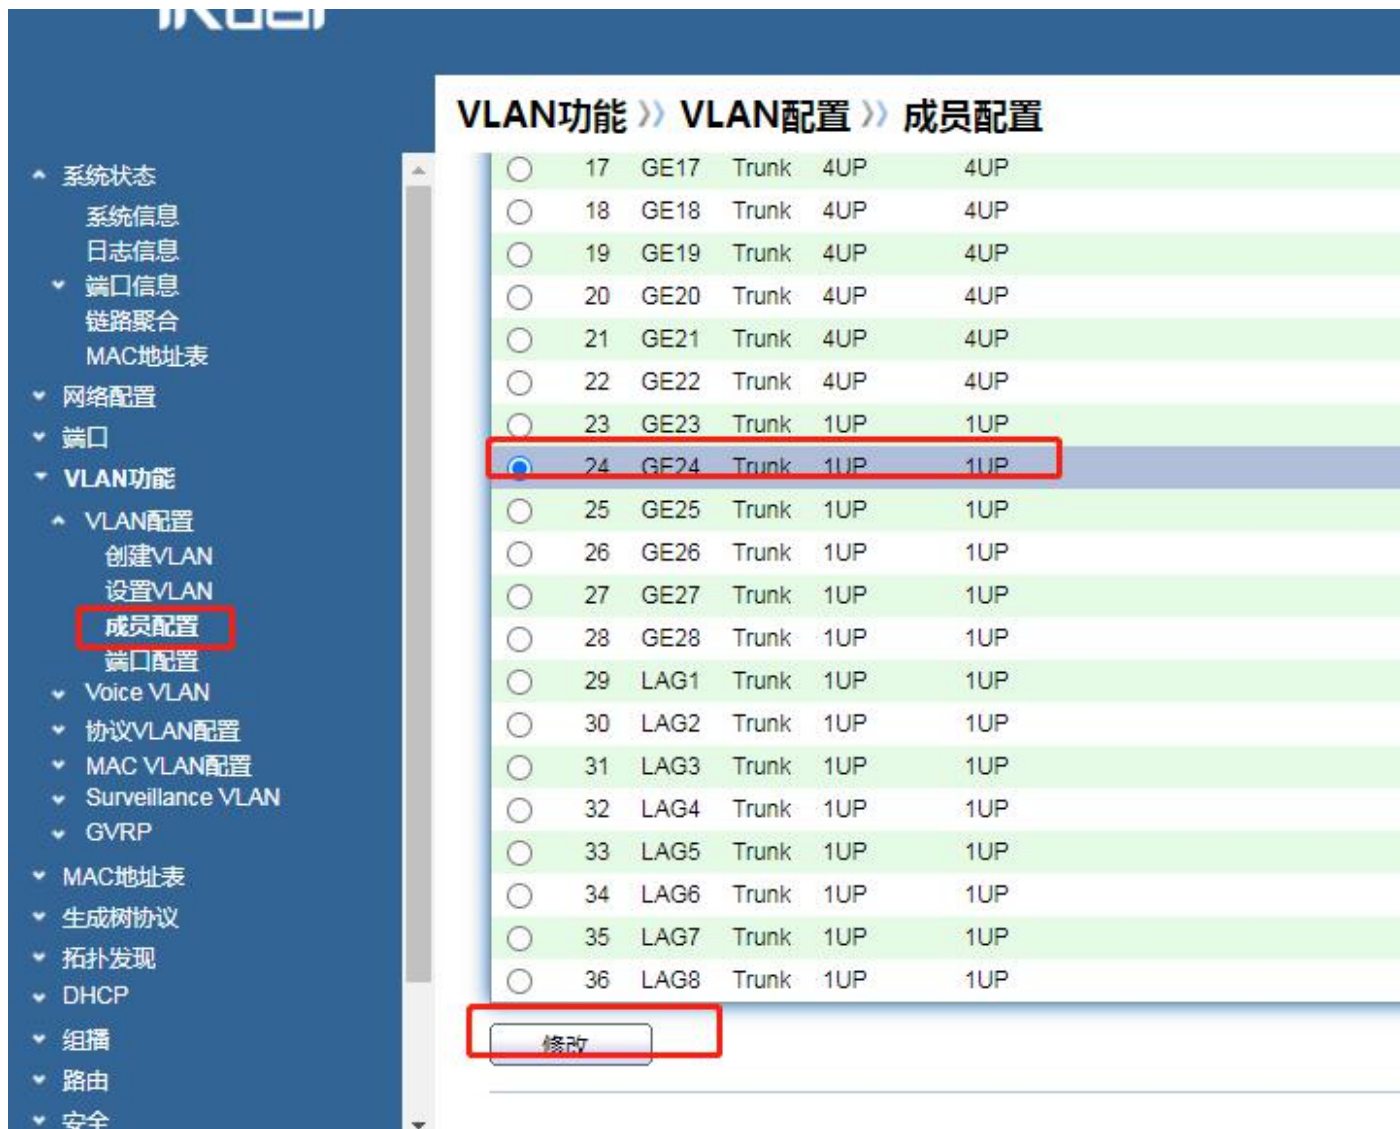 VLAN功能 》 VLAN配置 》 成员配置
系统状态
系统信息
日志信息
端口信息
链路聚合
MAC地址表
网络配置
端口
VLAN功能
VLAN配置
创建VLAN
设置VLAN
成员配置
端口配置
Voice VLAN
协议VLAN配置
MAC VLAN配置
Surveillance VLAN
GVRP
MAC地址表
生成树协议
拓扑发现
DHCP
组播
路由
安全
17 GE17 Trunk 4UP 4UP
18 GE18 Trunk 4UP 4UP
19 GE19 Trunk 4UP 4UP
20 GE20 Trunk 4UP 4UP
21 GE21 Trunk 4UP 4UP
22 GE22 Trunk 4UP 4UP
23 GE23 Trunk 1UP 1UP
24 GE24 Trunk 1UP 1UP
25 GE25 Trunk 1UP 1UP
26 GE26 Trunk 1UP 1UP
27 GE27 Trunk 1UP 1UP
28 GE28 Trunk 1UP 1UP
29 LAG1 Trunk 1UP 1UP
30 LAG2 Trunk 1UP 1UP
31 LAG3 Trunk 1UP 1UP
32 LAG4 Trunk 1UP 1UP
33 LAG5 Trunk 1UP 1UP
34 LAG6 Trunk 1UP 1UP
35 LAG7 Trunk 1UP 1UP
36 LAG8 Trunk 1UP 1UP
修改